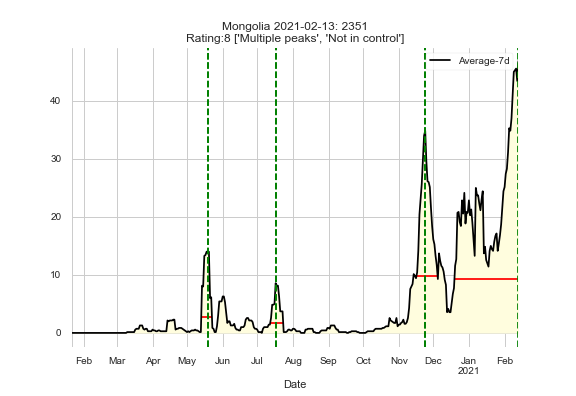 Mongolia 2021-02-13: 2351
Rating:8 ['Multiple peaks', 'Not in control']
Average-7d
40
30
20
10
0
Feb Mar Apr May Jun Jul Aug Sep Oct Nov Dec Jan Feb
2021
Date